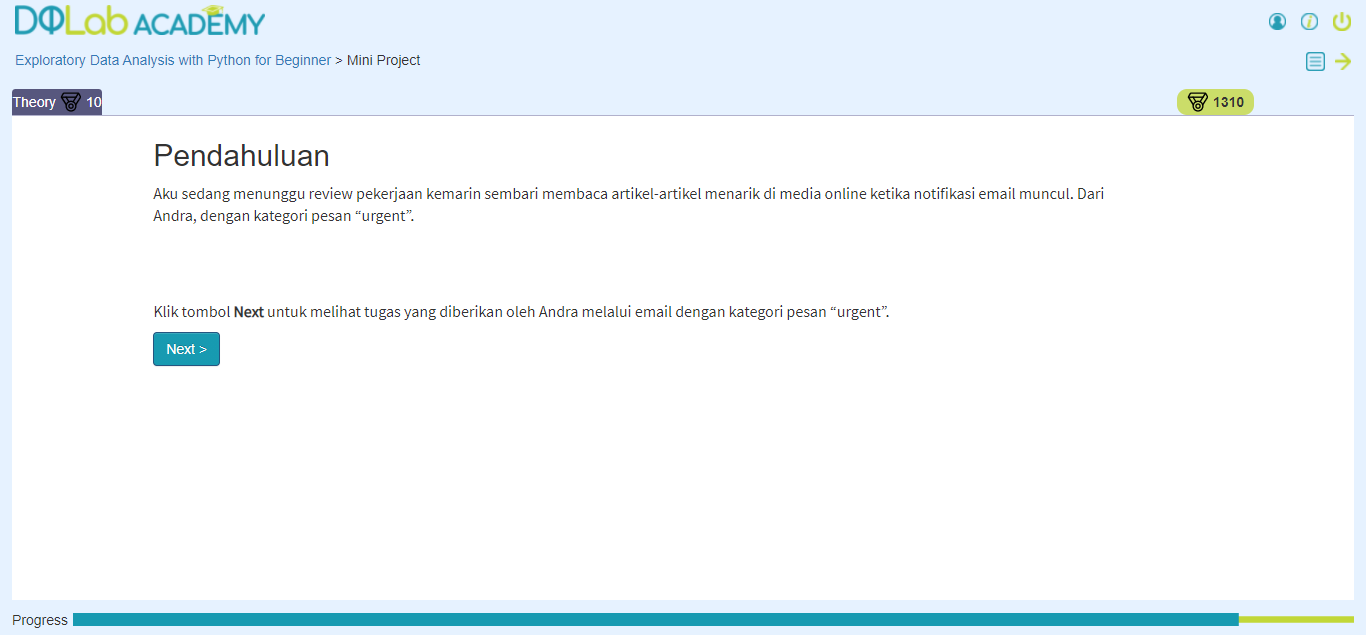 DQLab ACADEMY
Exploratory Data Analysis with Python for Beginner > Mini Project
Theory 10
1310
Pendahuluan
Aku sedang menunggu review pekerjaan kemarin sembari membaca artikel-artikel menarik di media online ketika notifikasi email muncul. Dari
Andra, dengan kategori pesan “urgent”.
Klik tombol Next untuk melihat tugas yang diberikan oleh Andra melalui email dengan kategori pesan “urgent”.
Next >
Progress